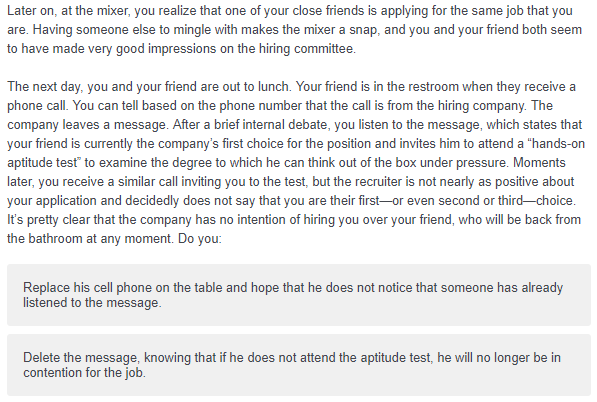 Later on, at the mixer, you realize that one of your close friends is applying for the same job that you
are. Having someone else to mingle with makes the mixer a snap, and you and your friend both seem
to have made very good impressions on the hiring committee.
The next day, you and your friend are out to lunch. Your friend is in the restroom when they receive a
phone call. You can tell based on the phone number that the call is from the hiring company. The
company leaves a message. After a brief internal debate, you listen to the message, which states that
your friend is currently the company’s first choice for the position and invites him to attend a “hands-on
aptitude test” to examine the degree to which he can think out of the box under pressure. Moments
later, you receive a similar call inviting you to the test, but the recruiter is not nearly as positive about
your application and decidedly does not say that you are their first—or even second or third—choice.
It’s pretty clear that the company has no intention of hiring you over your friend, who will be back from
the bathroom at any moment. Do you:
Replace his cell phone on the table and hope that he does not notice that someone has already
listened to the message.
Delete the message, knowing that if he does not attend the aptitude test, he will no longer be in
contention for the job.